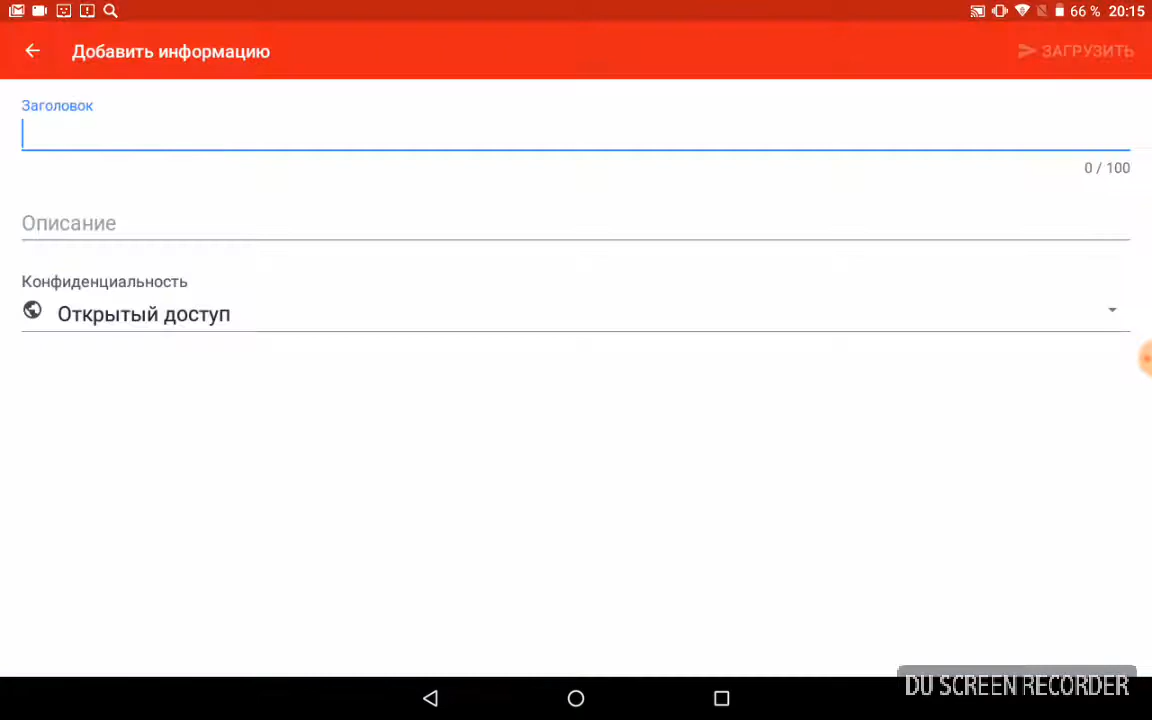 66 % 20:15
Добавить информацию
ЗАГРУЗИТЬ
Заголовок
0 / 100
Описание
Конфиденциальность
Открытый доступ
DU SCREEN RECORDER